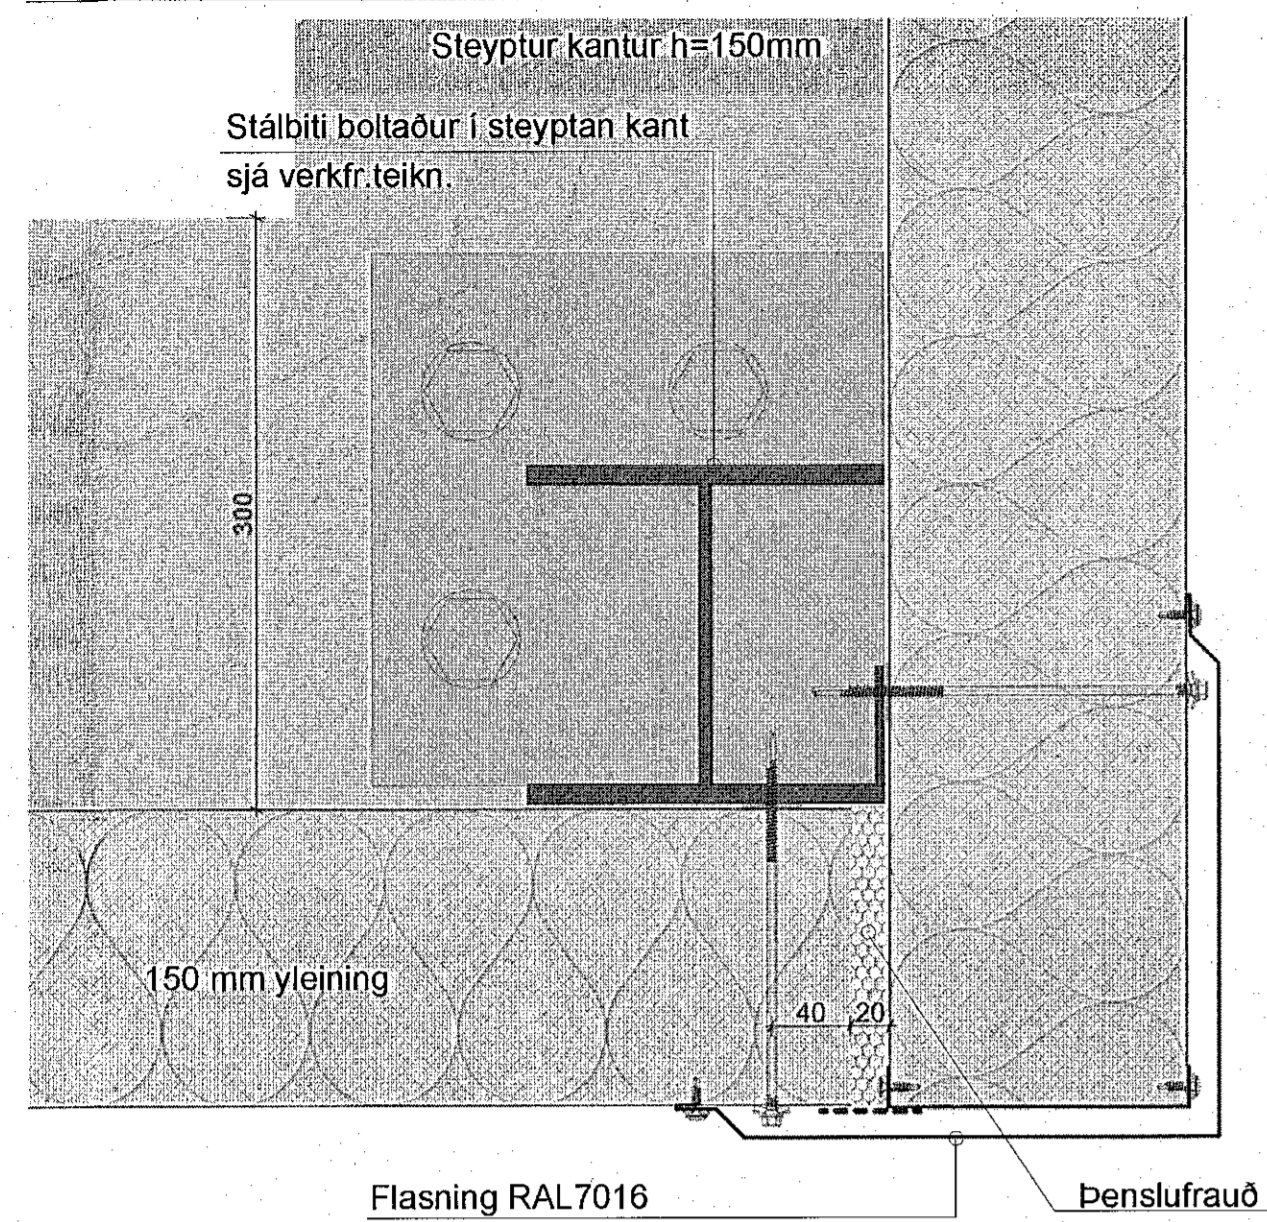 Steyptur kantur h=150mm
Stálbiti boltaður í steyptan kant
sjá verkfr.teikn.
300
150 mm yleining
40
20
Flasning RAL7016
Þenslufrauð